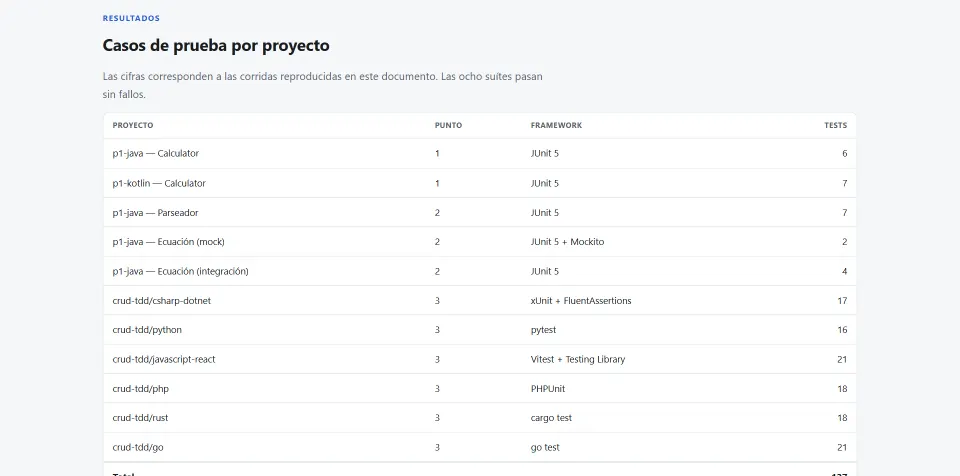 RESULTADOS
Casos de prueba por proyecto
Las cifras corresponden a las corridas reproducidas en este documento. Las ocho suítes pasan
sin fallos.
PROYECTO PUNTO FRAMEWORK TESTS
p1-java — Calculator 1 JUnit 5 6
p1-kotlin — Calculator 1 JUnit 5 7
p1-java — Parseador 2 JUnit 5 7
p1-java — Ecuación (mock) 2 JUnit 5 + Mockito 2
p1-java — Ecuación (integración) 2 JUnit 5 4
crud-tdd/csharp-dotnet 3 xUnit + FluentAssertions 17
crud-tdd/python 3 pytest 16
crud-tdd/javascript-react 3 Vitest + Testing Library 21
crud-tdd/php 3 PHPUnit 18
crud-tdd/rust 3 cargo test 18
crud-tdd/go 3 go test 21
Total 137